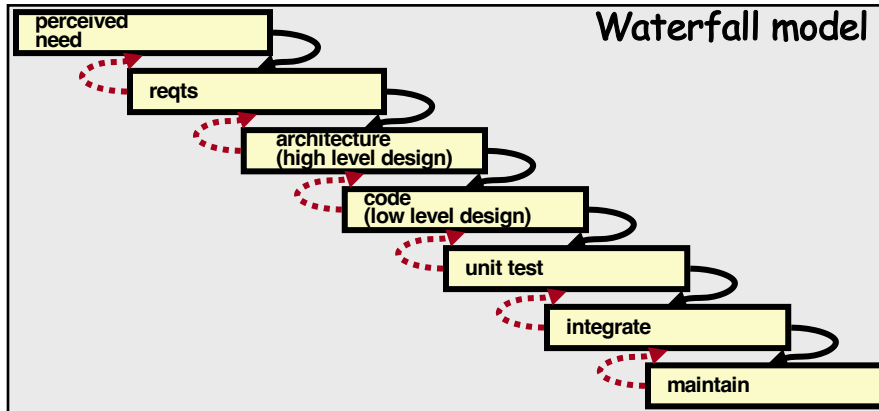 Waterfall model
perceived
need
reqts
architecture
(high level design)
code
(low level design)
unit test
integrate
maintain